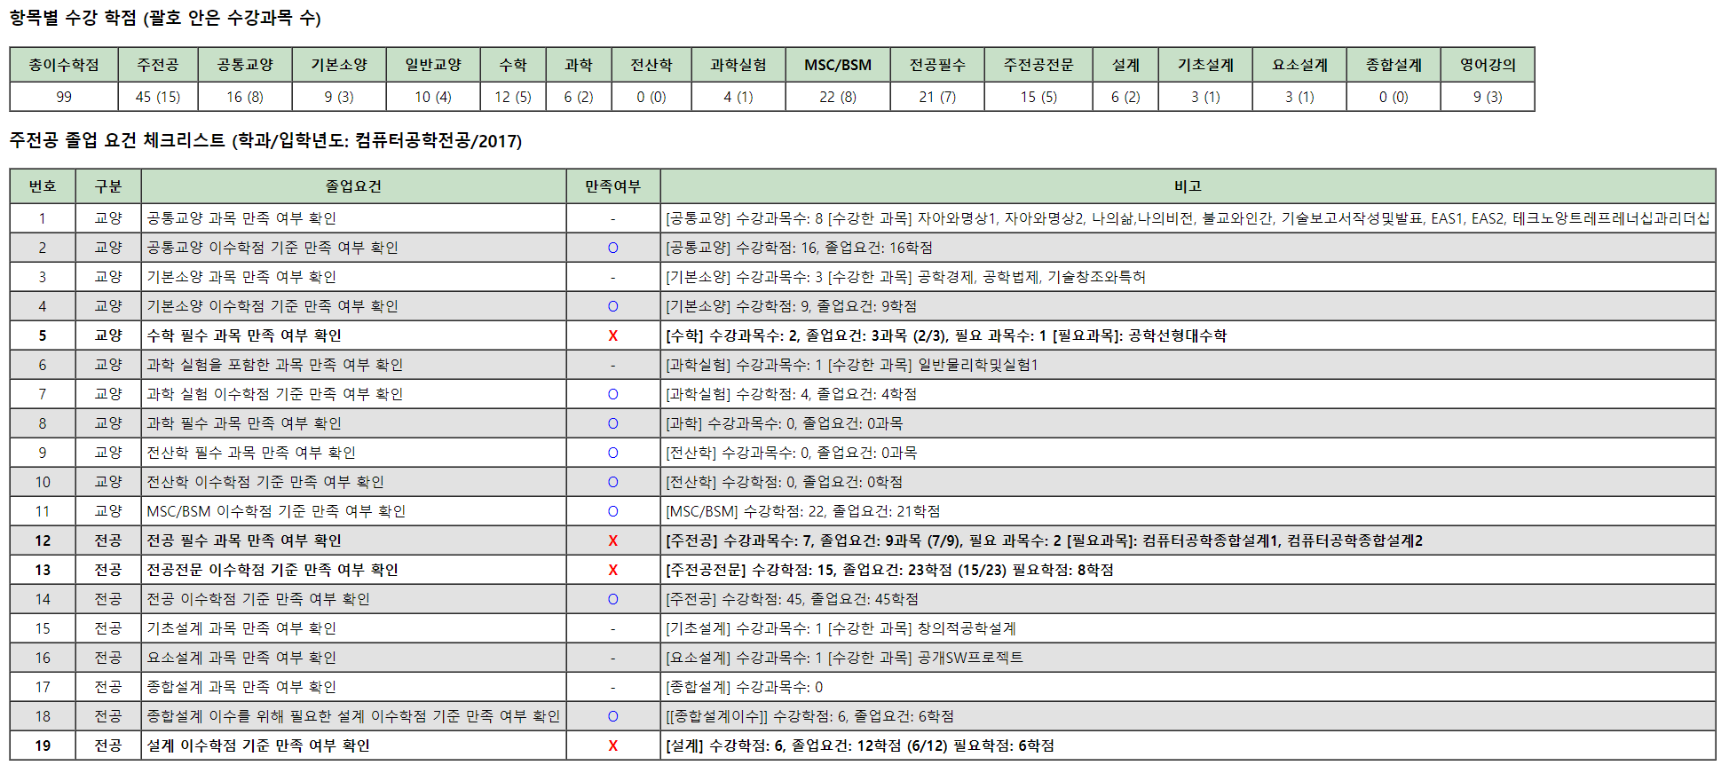 항목별 수강 학점 (괄호 안은 수강과목 수)
총이수학점 주전공 공통교양 기본소양 일반교양 수학 과학 전산학 과학실험 MSC/BSM 전공필수 주전공전문 설계 기초설계 요소설계 종합설계 영어강의
99 45 (15) 16 (8) 9 (3) 10 (4) 12 (5) 6 (2) 0 (0) 4 (1) 22 (8) 21 (7) 15 (5) 6 (2) 3 (1) 3 (1) 0 (0) 9 (3)
주전공 졸업 요건 체크리스트 (학과/입학년도: 컴퓨터공학전공/2017)
번호 구분 졸업요건 만족여부 비고
1 교양 공통교양 과목 만족 여부 확인 - [공통교양] 수강과목수: 8 [수강한 과목] 자아와명상1, 자아와명상2, 나의삶,나의비전, 불교와인간, 기술보고서작성및발표, EAS1, EAS2, 테크노앙트레프레너십과리더십
2 교양 공통교양 이수학점 기준 만족 여부 확인 O [공통교양] 수강학점: 16, 졸업요건: 16학점
3 교양 기본소양 과목 만족 여부 확인 - [기본소양] 수강과목수: 3 [수강한 과목] 공학경제, 공학법제, 기술창조와특허
4 교양 기본소양 이수학점 기준 만족 여부 확인 O [기본소양] 수강학점: 9, 졸업요건: 9학점
5 교양 수학 필수 과목 만족 여부 확인 X [수학] 수강과목수: 2, 졸업요건: 3과목 (2/3), 필요 과목수: 1 [필요과목]: 공학선형대수학
6 교양 과학 실험을 포함한 과목 만족 여부 확인 - [과학실험] 수강과목수: 1 [수강한 과목] 일반물리학및실험1
7 교양 과학 실험 이수학점 기준 만족 여부 확인 O [과학실험] 수강학점: 4, 졸업요건: 4학점
8 교양 과학 필수 과목 만족 여부 확인 O [과학] 수강과목수: 0, 졸업요건: 0과목
9 교양 전산학 필수 과목 만족 여부 확인 O [전산학] 수강과목수: 0, 졸업요건: 0과목
10 교양 전산학 이수학점 기준 만족 여부 확인 O [전산학] 수강학점: 0, 졸업요건: 0학점
11 교양 MSC/BSM 이수학점 기준 만족 여부 확인 O [MSC/BSM] 수강학점: 22, 졸업요건: 21학점
12 전공 전공 필수 과목 만족 여부 확인 X [주전공] 수강과목수: 7, 졸업요건: 9과목 (7/9), 필요 과목수: 2 [필요과목]: 컴퓨터공학종합설계1, 컴퓨터공학종합설계2
13 전공 전공전문 이수학점 기준 만족 여부 확인 X [주전공전문] 수강학점: 15, 졸업요건: 23학점 (15/23) 필요학점: 8학점
14 전공 전공 이수학점 기준 만족 여부 확인 O [주전공] 수강학점: 45, 졸업요건: 45학점
15 전공 기초설계 과목 만족 여부 확인 - [기초설계] 수강과목수: 1 [수강한 과목] 창의적공학설계
16 전공 요소설계 과목 만족 여부 확인 - [요소설계] 수강과목수: 1 [수강한 과목] 공개SW프로젝트
17 전공 종합설계 과목 만족 여부 확인 - [종합설계] 수강과목수: 0
18 전공 종합설계 이수를 위해 필요한 설계 이수학점 기준 만족 여부 확인 O [[종합설계이수]] 수강학점: 6, 졸업요건: 6학점
19 전공 설계 이수학점 기준 만족 여부 확인 X [설계] 수강학점: 6, 졸업요건: 12학점 (6/12) 필요학점: 6학점